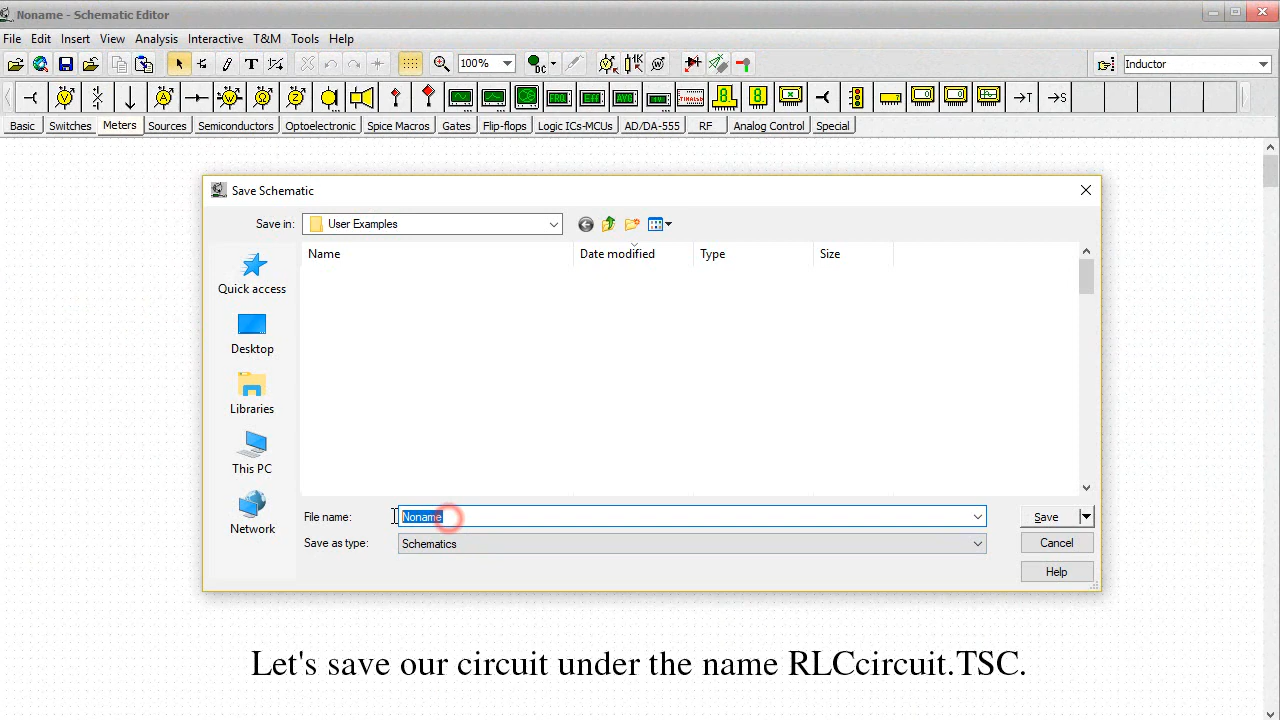 Noname - Schematic Editor
File Edit Insert View Analysis Interactive T&M Tools Help
100% DC 1K Inductor
Basic Switches Meters Sources Semiconductors Optoelectronic Spice Macros Gates Flip-flops Logic ICs-MCUs AD/DA-555 RF Analog Control Special
Save Schematic
Save in: User Examples
Name Date modified Type Size
Quick access
Desktop
Libraries
This PC
Network
File name: Noname Save
Save as type: Schematics Cancel
Help
Let's save our circuit under the name RLCcircuit.TSC.